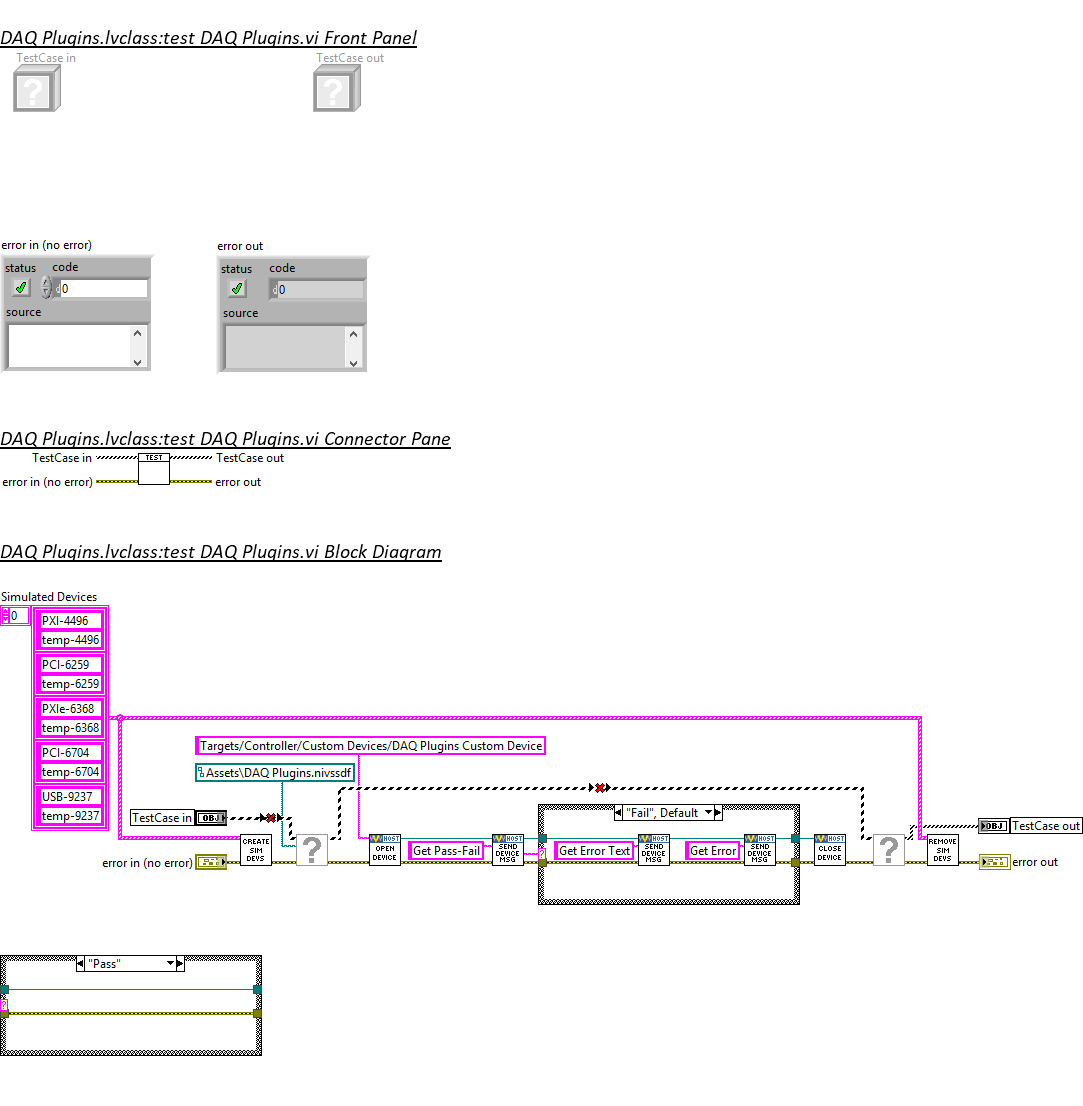 DAQ Plugins.lvclass:test DAQ Plugins.vi Front Panel
TestCase in
TestCase out
?
?
error in (no error)
error out
status
code
d
0
source
status
code
d
0
source
DAQ Plugins.lvclass:test DAQ Plugins.vi Connector Pane
TestCase in
TEST
TestCase out
error in (no error)
error out
DAQ Plugins.lvclass:test DAQ Plugins.vi Block Diagram
Simulated Devices
0
PXI-4496
temp-4496
PCI-6259
temp-6259
PXIe-6368
temp-6368
PCI-6704
temp-6704
USB-9237
temp-9237
Targets/Controller/Custom Devices/DAQ Plugins Custom Device
Assets\DAQ Plugins.nivssdf
TestCase in
OBJ
error in (no error)
CREATE
SIM
DEVS
?
HOST
OPEN
DEVICE
Get Pass-Fail
HOST
SEND
DEVICE
MSG
"Fail", Default
?
Get Error Text
HOST
SEND
DEVICE
MSG
Get Error
HOST
SEND
DEVICE
MSG
HOST
CLOSE
DEVICE
?
REMOVE
SIM
DEVS
OBJ
TestCase out
error out
"Pass"
?